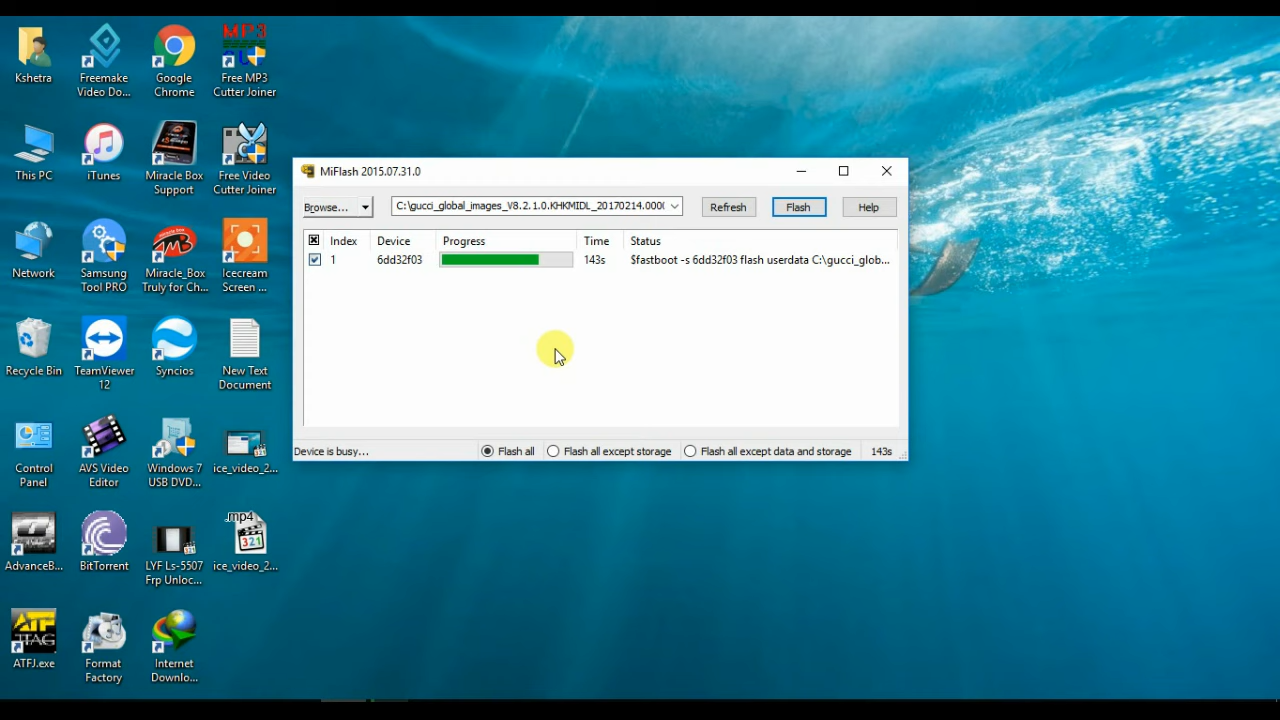 MP3
Kshetra
Freemake
Video Do...
Google
Chrome
Free MP3
Cutter Joiner
This PC
iTunes
Miracle Box
Support
Free Video
Cutter Joiner
Network
Samsung
Tool PRO
Miracle_Box
Truly for Ch...
Icecream
Screen ...
Recycle Bin
TeamViewer
12
Syncios
New Text
Document
Control
Panel
AVS Video
Editor
Windows 7
USB DVD...
ice_video_2...
.mp4
321
AdvanceB...
BitTorrent
LYF Ls-5507
Frp Unloc...
ice_video_2...
ATF
JTAG
ATFJ.exe
Format
Factory
Internet
Downlo...
MiFlash 2015.07.31.0
Browse...
C:\gucci_global_images_V8.2.1.0.KHKMIDL_20170214.000(
Refresh
Flash
Help
Index
Device
Progress
Time
Status
1
6dd32f03
143s
$fastboot -s 6dd32f03 flash userdata C:\gucci_glob...
Device is busy...
Flash all
Flash all except storage
Flash all except data and storage
143s